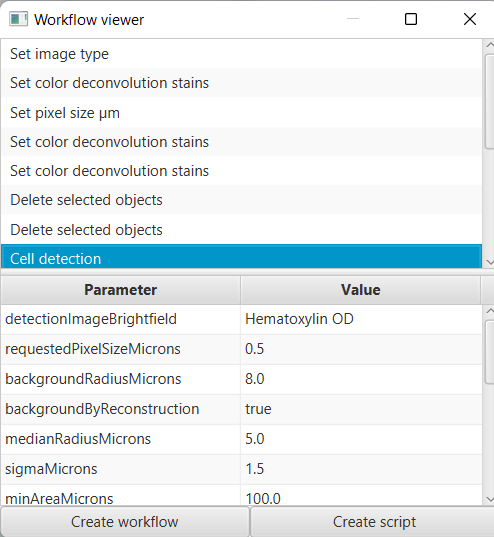 Workflow viewer
Set image type
Set color deconvolution stains
Set pixel size µm
Set color deconvolution stains
Set color deconvolution stains
Delete selected objects
Delete selected objects
Cell detection
Parameter Value
detectionImageBrightfield Hematoxylin OD
requestedPixelSizeMicrons 0.5
backgroundRadiusMicrons 8.0
backgroundByReconstruction true
medianRadiusMicrons 5.0
sigmaMicrons 1.5
minAreaMicrons 100.0
Create workflow Create script